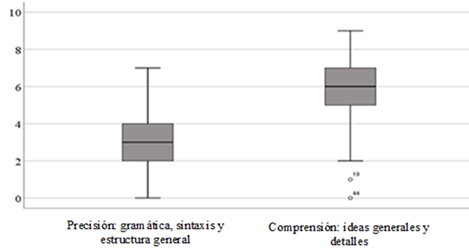 10
8
6
4
2
0
19
44
Precisión: gramática, sintaxis y
estructura general
Comprensión: ideas generales y
detalles